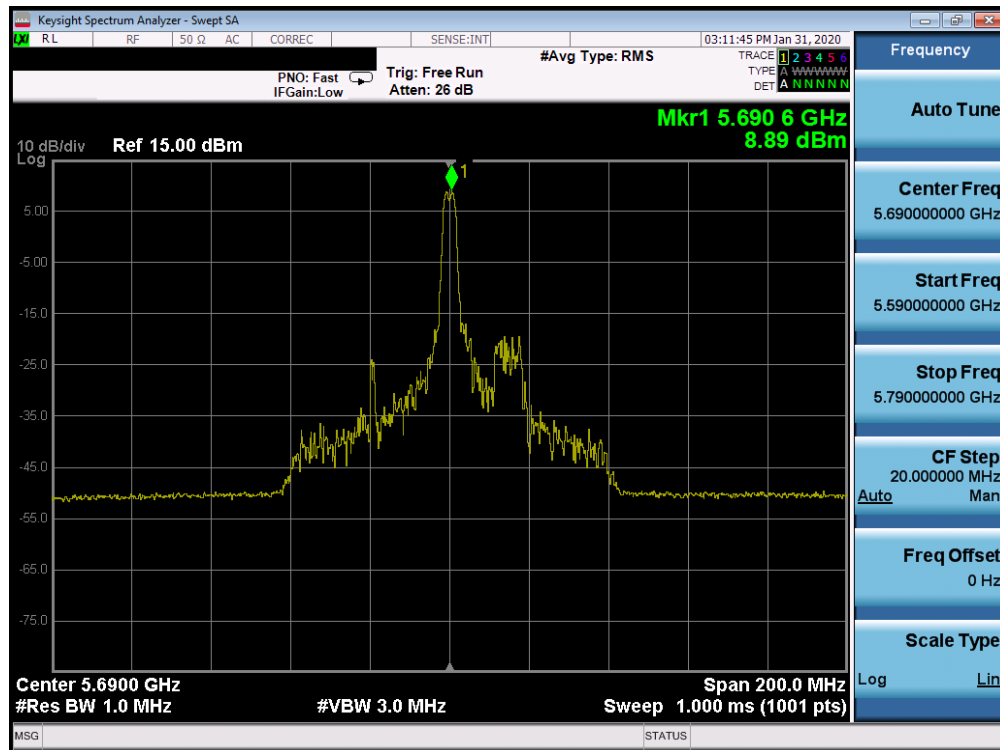 Keysight Spectrum Analyzer - Swept SA
LXI RL RF 50 Ω AC CORREC SENSE:INT 03:11:45 PM Jan 31, 2020
PNO: Fast
IFGain:Low
Trig: Free Run
Atten: 26 dB
#Avg Type: RMS
TRACE 1 2 3 4 5 6
TYPE A WWWWW
DET A N N N N N
Mkr1 5.690 6 GHz
8.89 dBm
10 dB/div Ref 15.00 dBm
Log
1
5.00
-5.00
-15.0
-25.0
-35.0
-45.0
-55.0
-65.0
-75.0
Center 5.6900 GHz Span 200.0 MHz
#Res BW 1.0 MHz #VBW 3.0 MHz Sweep 1.000 ms (1001 pts)
MSG STATUS
Frequency
Auto Tune
Center Freq
5.690000000 GHz
Start Freq
5.590000000 GHz
Stop Freq
5.790000000 GHz
CF Step
20.000000 MHz
Auto Man
Freq Offset
0 Hz
Scale Type
Log Lin